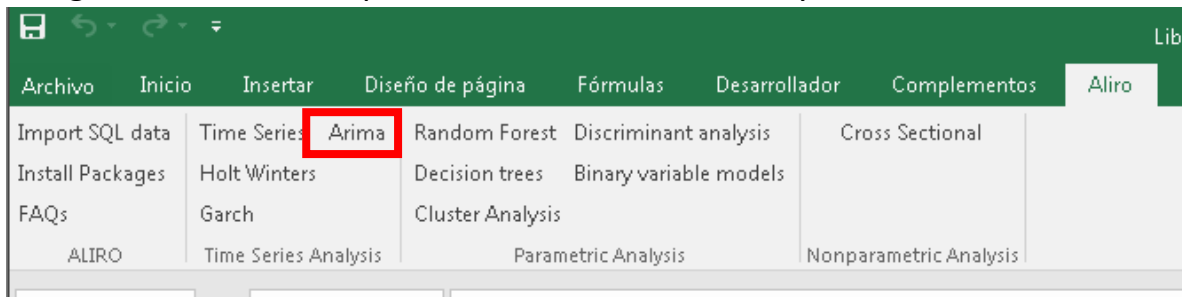 Lib
Archivo Inicio Insertar Diseño de página Fórmulas Desarrollador Complementos Aliro
Import SQL data Time Series Arima Random Forest Discriminant analysis Cross Sectional
Install Packages Holt Winters Decision trees Binary variable models
FAQs Garch Cluster Analysis
ALIRO Time Series Analysis Parametric Analysis Nonparametric Analysis